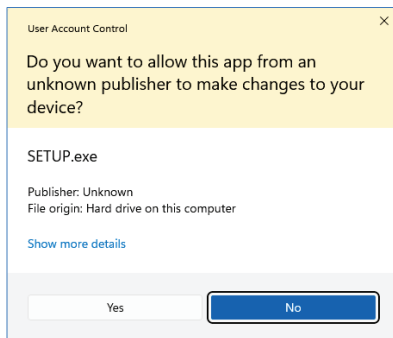 User Account Control
Do you want to allow this app from an
unknown publisher to make changes to your
device?
SETUP.exe
Publisher: Unknown
File origin: Hard drive on this computer
Show more details
Yes
No